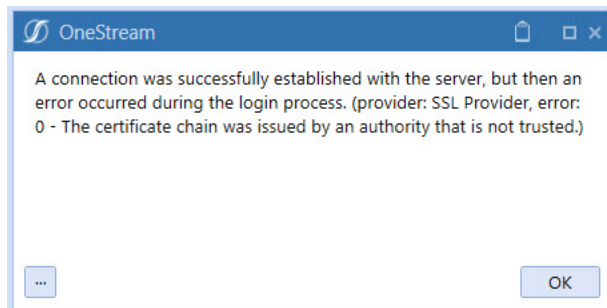 OneStream
A connection was successfully established with the server, but then an
error occurred during the login process. (provider: SSL Provider, error:
0 - The certificate chain was issued by an authority that is not trusted.)
...
OK